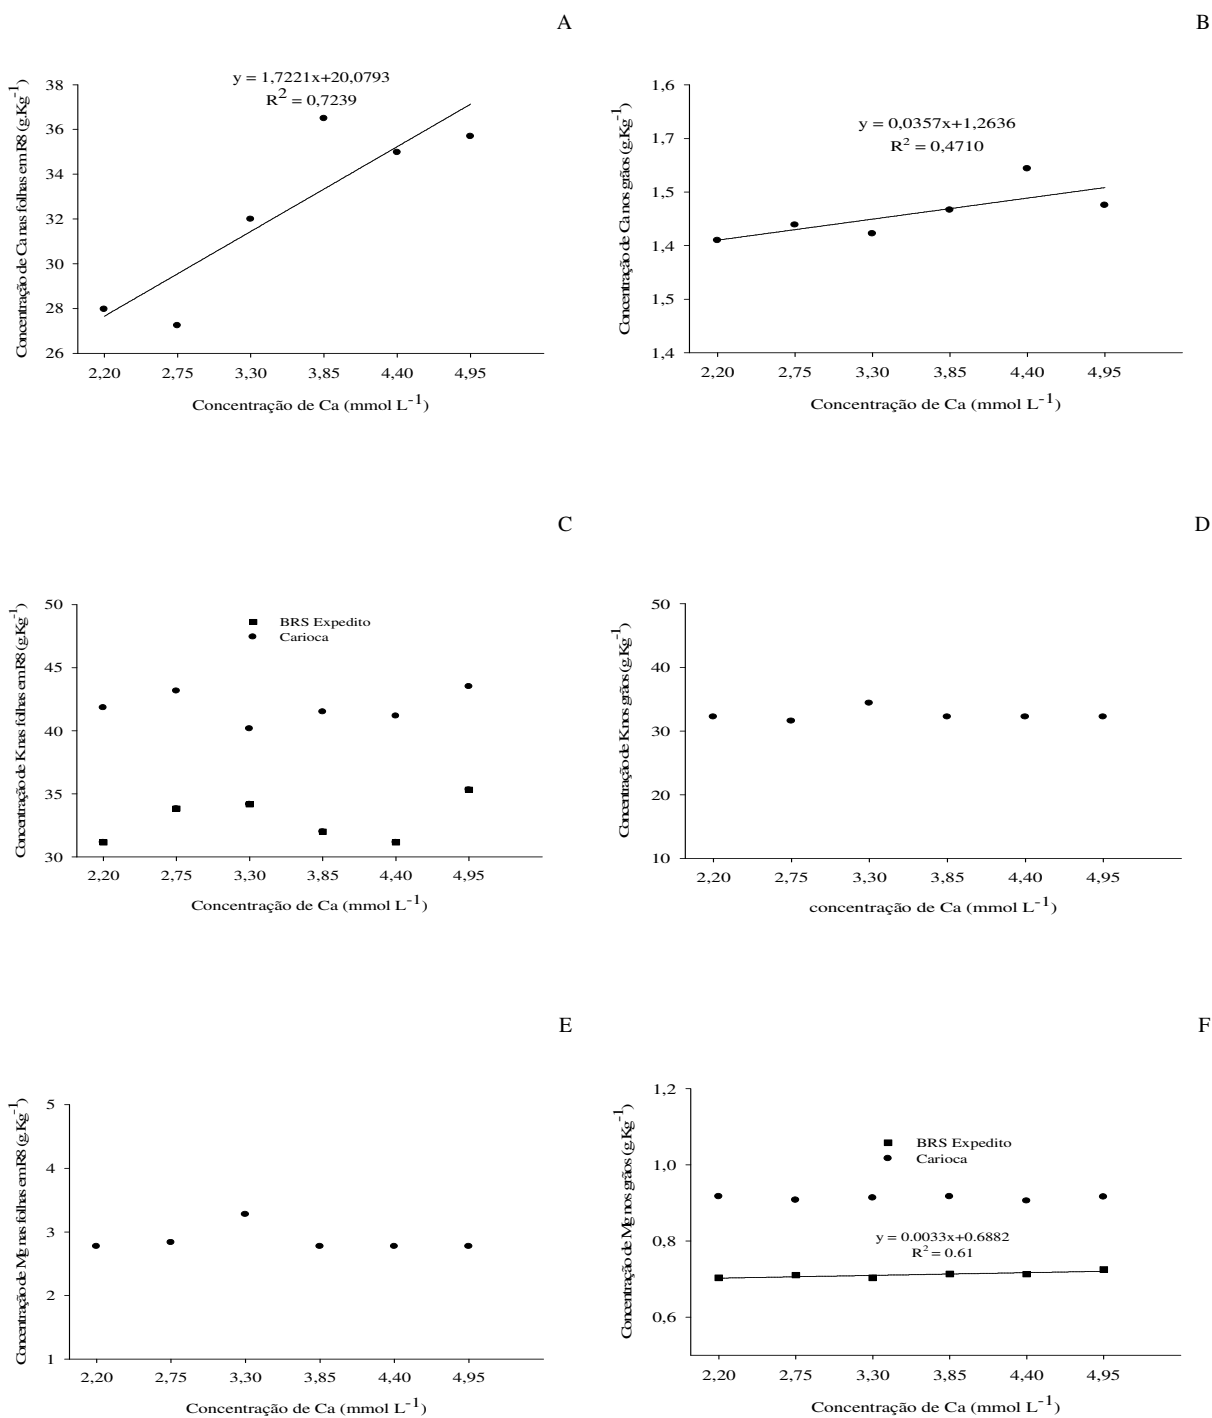 A
y = 1,7221x+20,0793
R2 = 0,7239
Concentração de Ca nas folhas em R8 (g.Kg-1)
38
36
34
32
30
28
26
2,20 2,75 3,30 3,85 4,40 4,95
Concentração de Ca (mmol L-1)
B
y = 0,0357x+1,2636
R2 = 0,4710
Concentração de Ca nos grãos (g.Kg-1)
1,6
1,7
1,5
1,4
1,5
1,4
2,20 2,75 3,30 3,85 4,40 4,95
Concentração de Ca (mmol L-1)
C
BRS Expedito
Carioca
Concentração de K nas folhas em R8 (g.Kg-1)
50
45
40
35
30
2,20 2,75 3,30 3,85 4,40 4,95
Concentração de Ca (mmol L-1)
D
Concentração de K nos grãos (g.Kg-1)
50
40
30
20
10
2,20 2,75 3,30 3,85 4,40 4,95
concentração de Ca (mmol L-1)
E
Concentração de Mg nas folhas em R8 (g.Kg-1)
5
4
3
2
1
2,20 2,75 3,30 3,85 4,40 4,95
Concentração de Ca (mmol L-1)
F
BRS Expedito
Carioca
y = 0.0033x+0.6882
R2 = 0.61
Concentração de Mg nos grãos (g.Kg-1)
1,2
1,0
0,8
0,6
2,20 2,75 3,30 3,85 4,40 4,95
Concentração de Ca (mmol L-1)